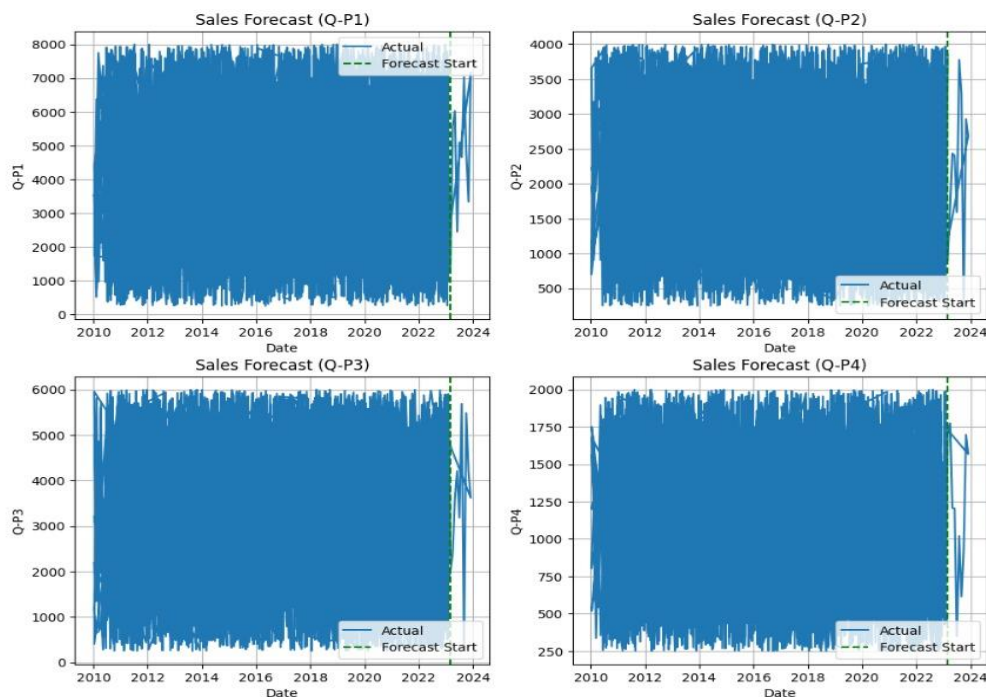 Sales Forecast (Q-P1)
8000
7000
6000
5000
4000
3000
2000
1000
0
Q-P1
Actual
Forecast Start
2010 2012 2014 2016 2018 2020 2022 2024
Date
Sales Forecast (Q-P2)
4000
3500
3000
2500
2000
1500
1000
500
Q-P2
Actual
Forecast Start
2010 2012 2014 2016 2018 2020 2022 2024
Date
Sales Forecast (Q-P3)
6000
5000
4000
3000
2000
1000
0
Q-P3
Actual
Forecast Start
2010 2012 2014 2016 2018 2020 2022 2024
Date
Sales Forecast (Q-P4)
2000
1750
1500
1250
1000
750
500
250
Q-P4
Actual
Forecast Start
2010 2012 2014 2016 2018 2020 2022 2024
Date